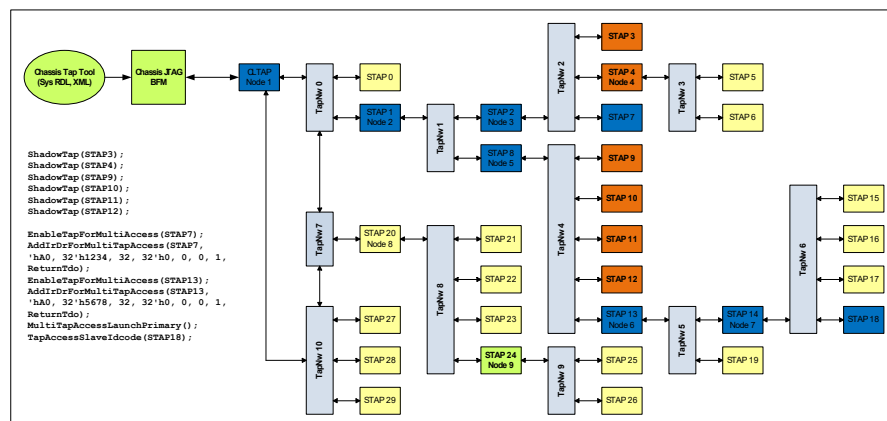 Chassis Tap Tool
(Sys RDL, XML)
Chassis JTAG
BFM
CLTAP
Node 1
TapNw 0
STAP 0
STAP 1
Node 2
TapNw 1
STAP 2
Node 3
STAP 8
Node 5
TapNw 2
STAP 3
STAP 4
Node 4
STAP 7
TapNw 3
STAP 5
STAP 6
TapNw 4
STAP 9
STAP 10
STAP 11
STAP 12
STAP 13
Node 6
TapNw 5
STAP 14
Node 7
STAP 19
TapNw 6
STAP 15
STAP 16
STAP 17
STAP 18
TapNw 7
STAP 20
Node 8
TapNw 8
STAP 21
STAP 22
STAP 23
STAP 24
Node 9
TapNw 9
STAP 25
STAP 26
TapNw 10
STAP 27
STAP 28
STAP 29
ShadowTap(STAP3);
ShadowTap(STAP4);
ShadowTap(STAP9);
ShadowTap(STAP10);
ShadowTap(STAP11);
ShadowTap(STAP12);
EnableTapForMultiAccess(STAP7);
AddIrDrForMultiTapAccess(STAP7,
'hA0, 32'h1234, 32, 32'h0, 0, 0, 1,
ReturnTdo);
EnableTapForMultiAccess(STAP13);
AddIrDrForMultiTapAccess(STAP13,
'hA0, 32'h5678, 32, 32'h0, 0, 0, 1,
ReturnTdo);
MultiTapAccessLaunchPrimary();
TapAccessSlaveIdcode(STAP18);